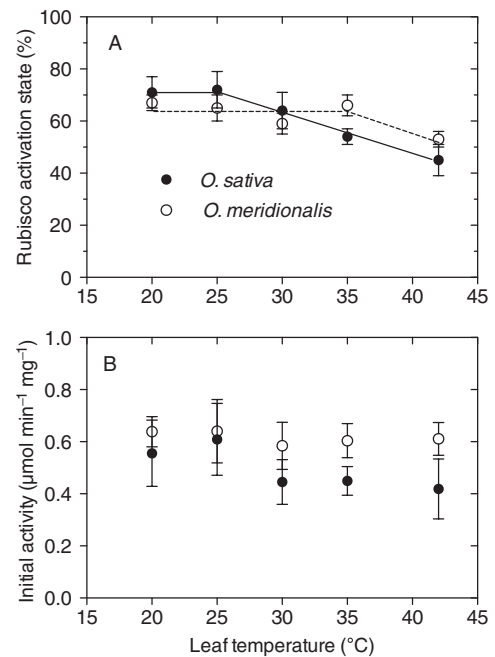 100
A
80
60
40
O. sativa
O. meridionalis
20
0
15 20 25 30 35 40 45
Rubisco activation state (%)
1.0
B
0.8
0.6
0.4
0.2
0.0
15 20 25 30 35 40 45
Initial activity (µmol min⁻¹ mg⁻¹)
Leaf temperature (°C)